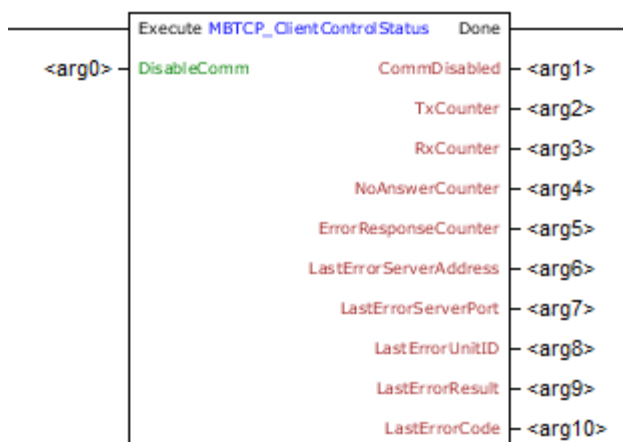 Execute MBTCP_ClientControlStatus Done
<arg0> DisableComm CommDisabled <arg1>
TxCounter <arg2>
RxCounter <arg3>
NoAnswerCounter <arg4>
ErrorResponseCounter <arg5>
LastErrorServerAddress <arg6>
LastErrorServerPort <arg7>
LastErrorUnitID <arg8>
LastErrorResult <arg9>
LastErrorCode <arg10>